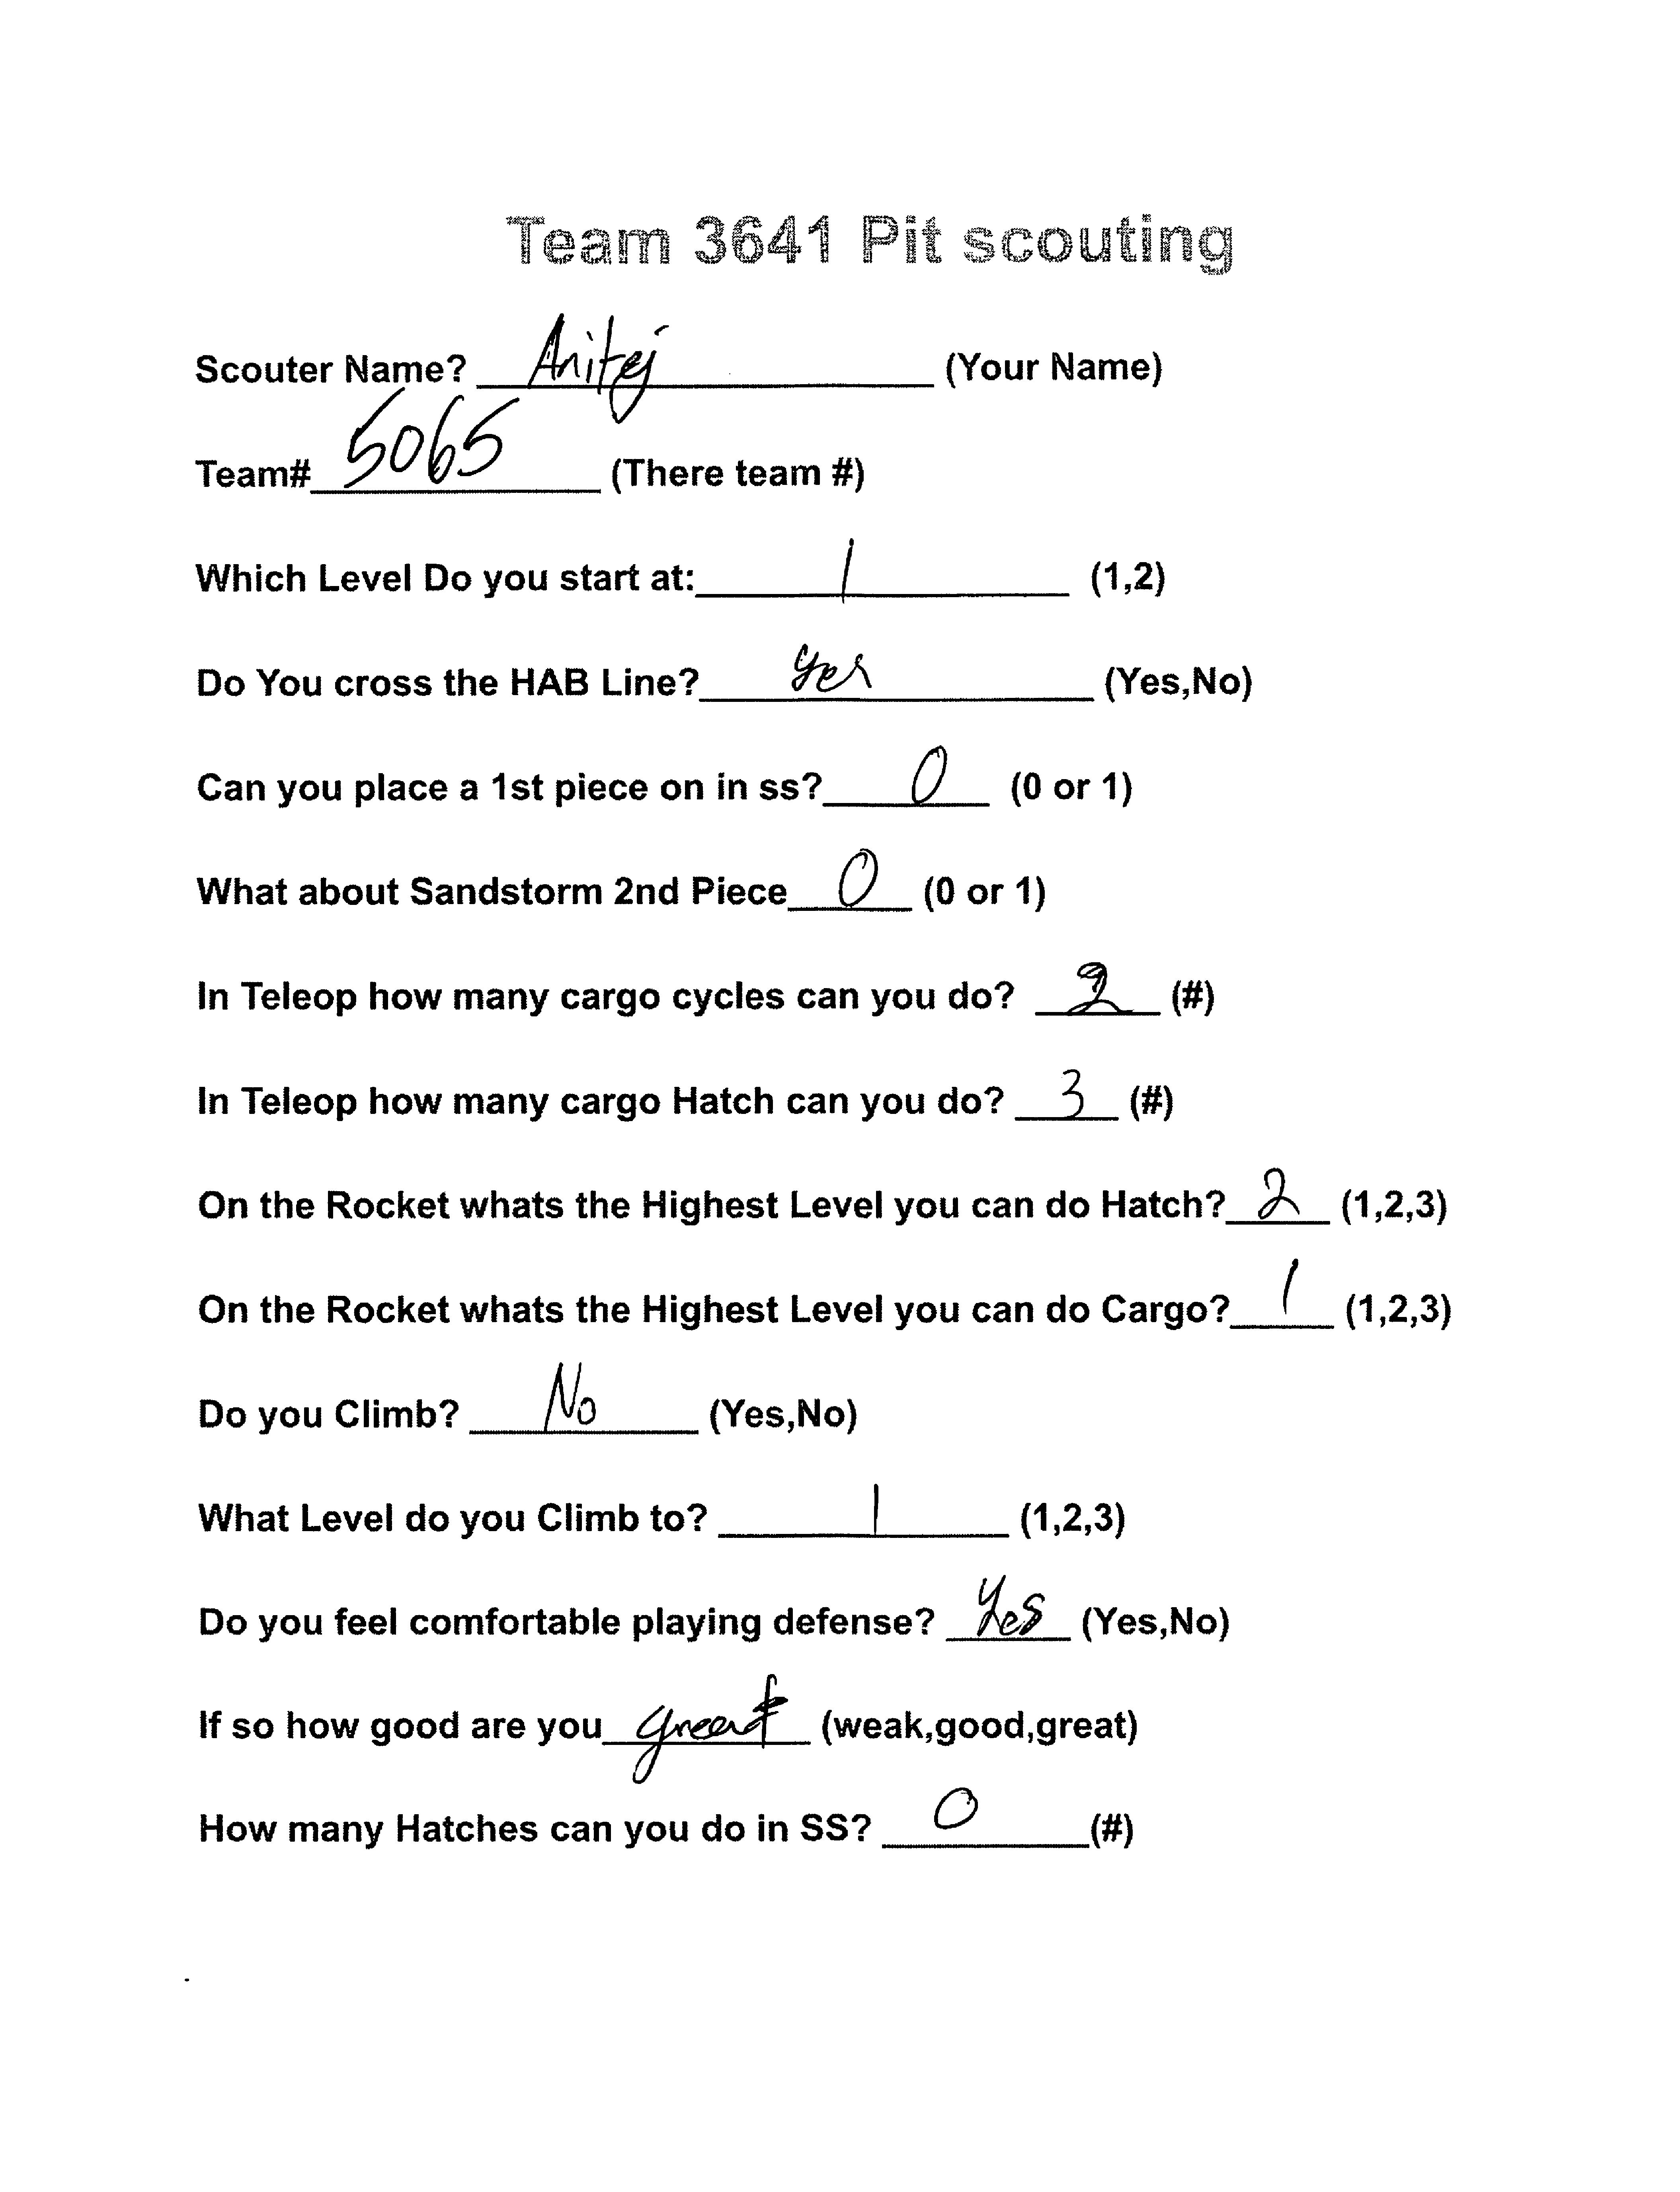 Team 3641 Pit scouting
Scouter Name? Anitej (Your Name)
Team# 5065 (There team #)
Which Level Do you start at: 1 (1,2)
Do You cross the HAB Line? yes (Yes,No)
Can you place a 1st piece on in ss? 0 (0 or 1)
What about Sandstorm 2nd Piece 0 (0 or 1)
In Teleop how many cargo cycles can you do? 2 (#)
In Teleop how many cargo Hatch can you do? 3 (#)
On the Rocket whats the Highest Level you can do Hatch? 2 (1,2,3)
On the Rocket whats the Highest Level you can do Cargo? 1 (1,2,3)
Do you Climb? No (Yes,No)
What Level do you Climb to? 1 (1,2,3)
Do you feel comfortable playing defense? Yes (Yes,No)
If so how good are you great (weak,good,great)
How many Hatches can you do in SS? 0 (#)